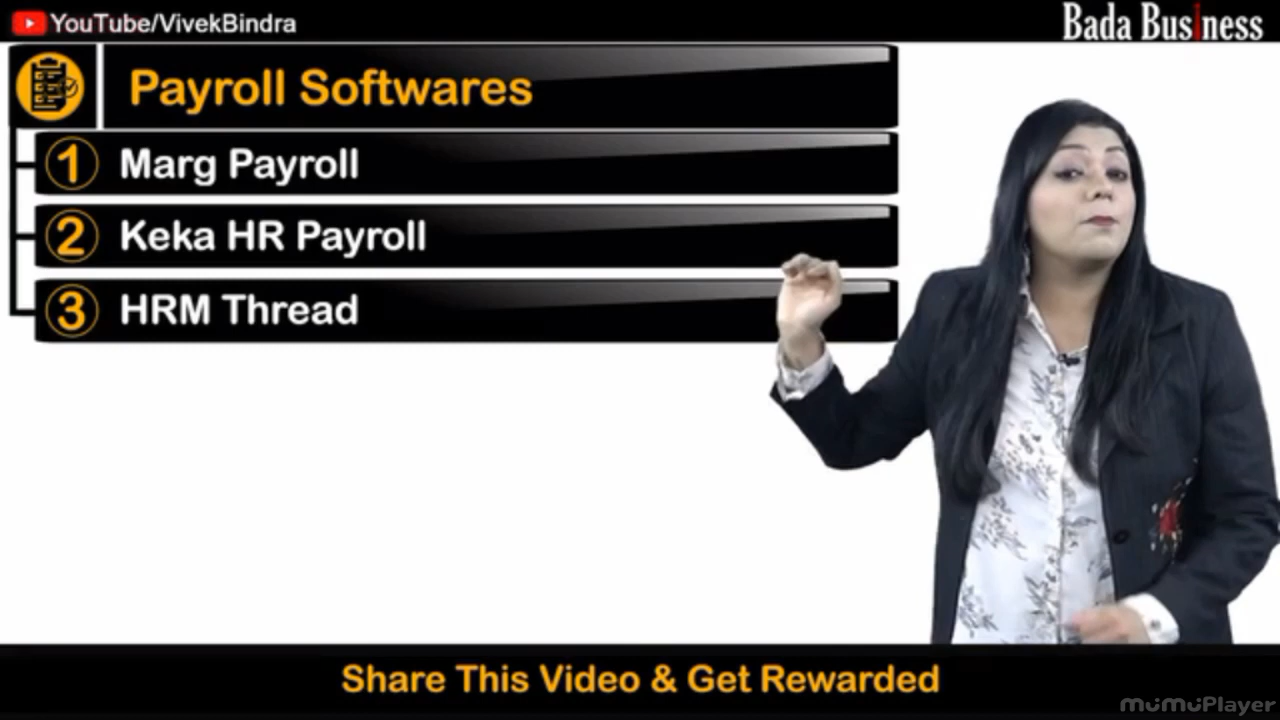 YouTube/VivekBindra
Bada Business
Payroll Softwares
1 Marg Payroll
2 Keka HR Payroll
3 HRM Thread
Share This Video & Get Rewarded
MuMuPlayer